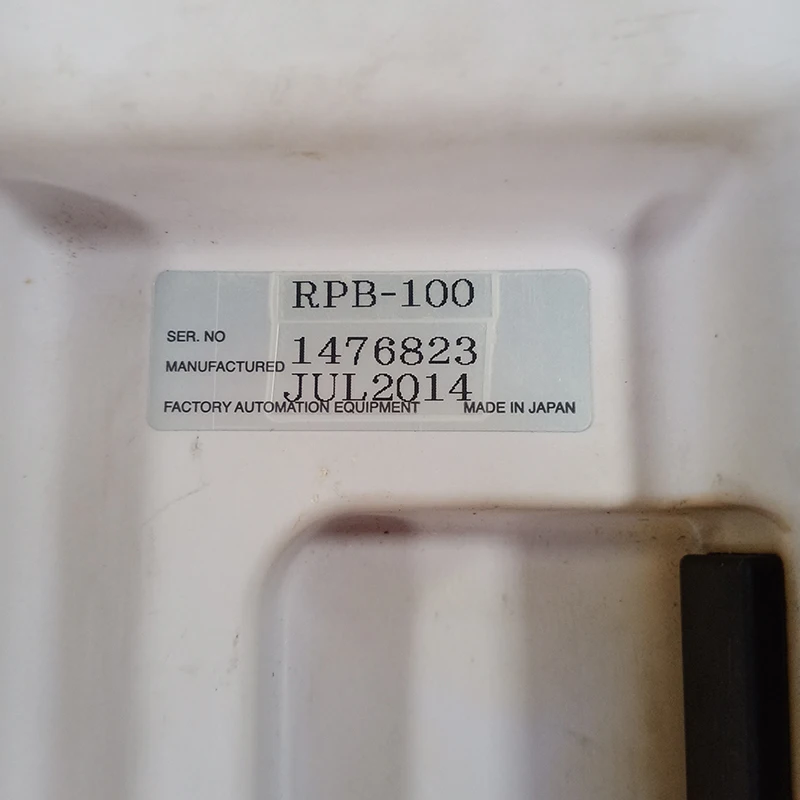 RPB-100
SER. NO 1476823
MANUFACTURED JUL2014
FACTORY AUTOMATION EQUIPMENT MADE IN JAPAN